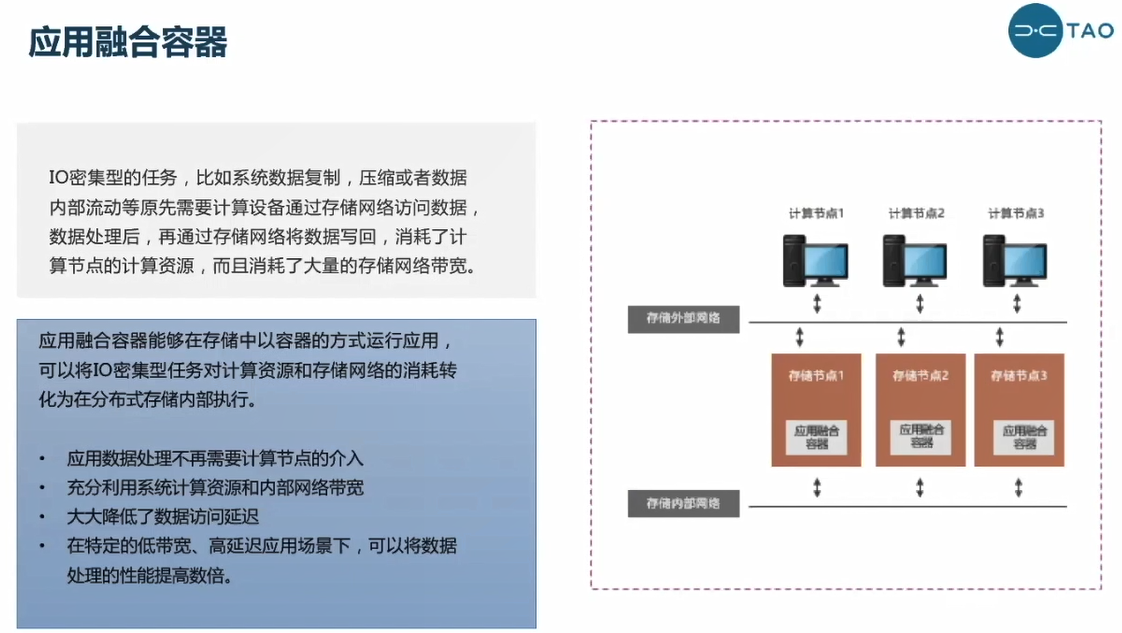 应用融合容器
TAO
IO密集型的任务，比如系统数据复制，压缩或者数据
内部流动等原先需要计算设备通过存储网络访问数据，
数据处理后，再通过存储网络将数据写回，消耗了计
算节点的计算资源，而且消耗了大量的存储网络带宽。
应用融合容器能够在存储中以容器的方式运行应用，
可以将IO密集型任务对计算资源和存储网络的消耗转
化为在分布式存储内部执行。
• 应用数据处理不再需要计算节点的介入
• 充分利用系统计算资源和内部网络带宽
• 大大降低了数据访问延迟
• 在特定的低带宽、高延迟应用场景下，可以将数据
处理的性能提高数倍。
计算节点1 计算节点2 计算节点3
存储外部网络
存储节点1 存储节点2 存储节点3
应用融合 应用融合 应用融合
容器 容器 容器
存储内部网络